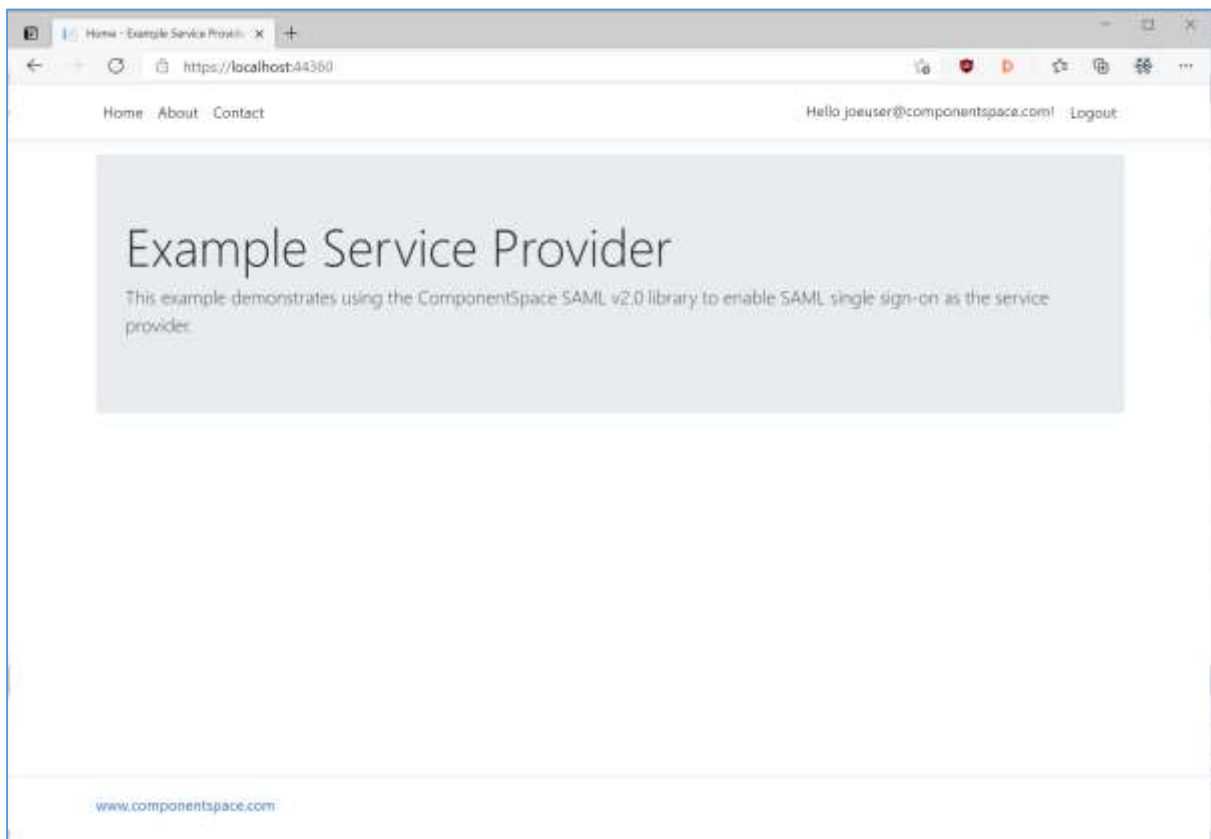 Home - Example Service Provid
https://localhost:44360
Home About Contact
Hello joeuser@componentspace.com! Logout
Example Service Provider
This example demonstrates using the ComponentSpace SAML v2.0 library to enable SAML single sign-on as the service
provider.
www.componentspace.com